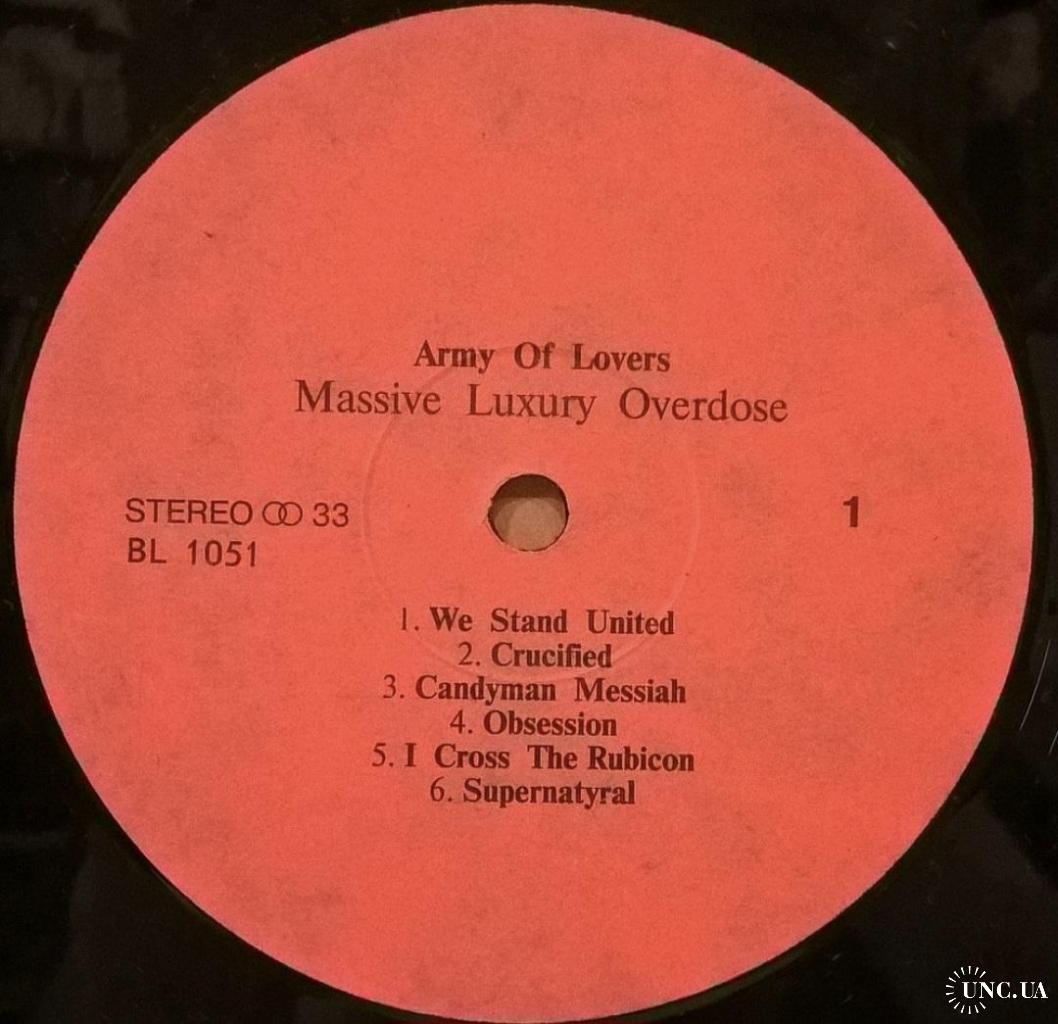 Army Of Lovers
Massive Luxury Overdose
STEREO ꝏ 33
BL 1051
1
1. We Stand United
2. Crucified
3. Candyman Messiah
4. Obsession
5. I Cross The Rubicon
6. Supernatyral
UNC.UA